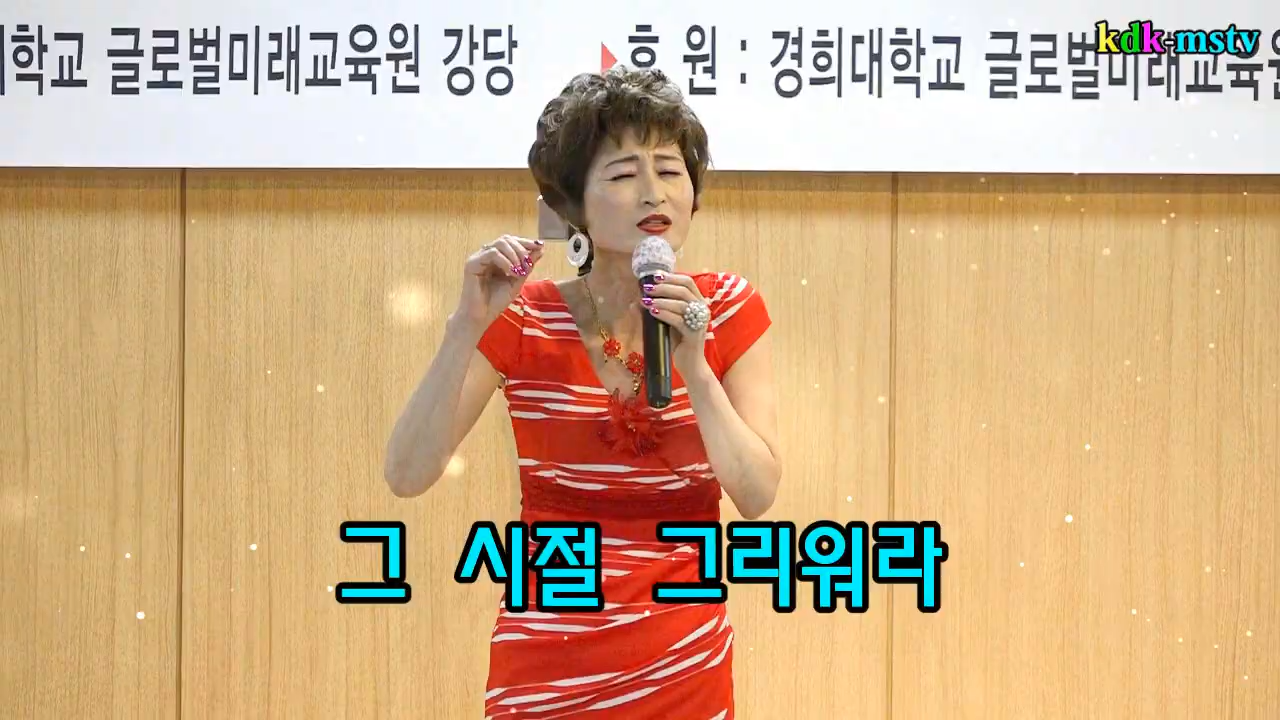 학교 글로벌미래교육원 강당
후 원 : 경희대학교 글로벌미래교육원
kdk-mstv
그 시절 그리워라